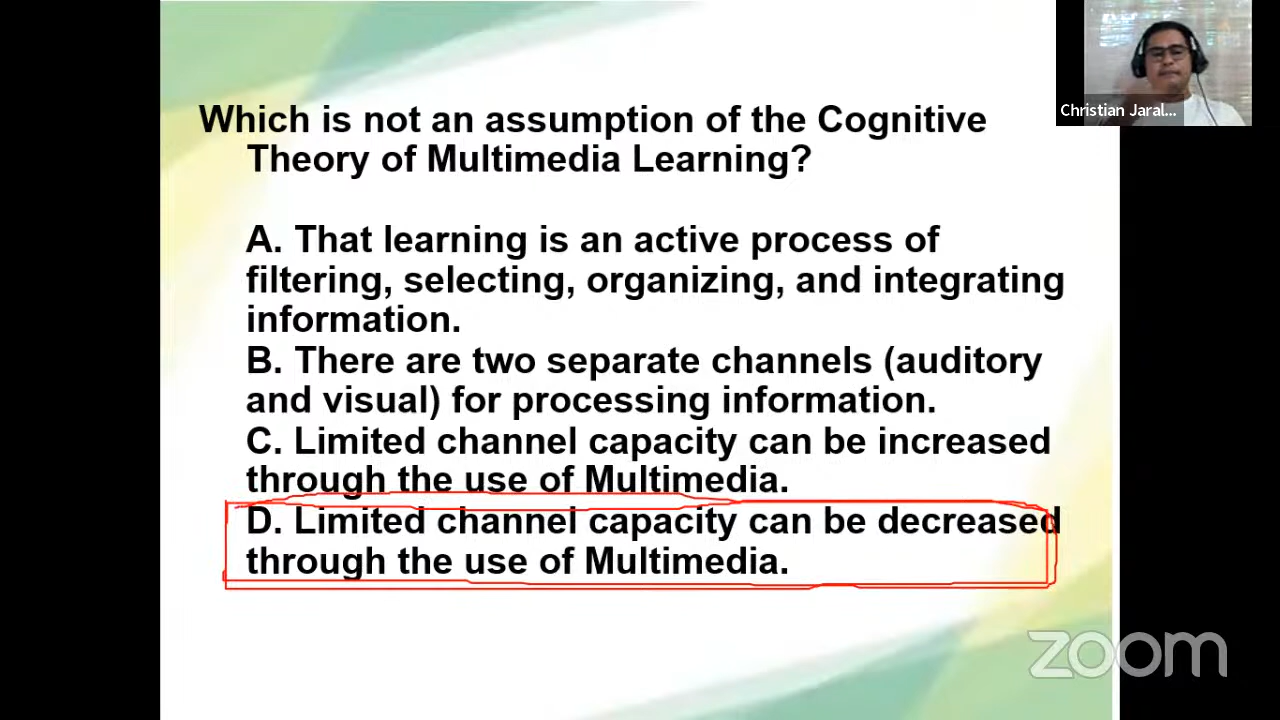 Which is not an assumption of the Cognitive
Theory of Multimedia Learning?
A. That learning is an active process of
filtering, selecting, organizing, and integrating
information.
B. There are two separate channels (auditory
and visual) for processing information.
C. Limited channel capacity can be increased
through the use of Multimedia.
D. Limited channel capacity can be decreased
through the use of Multimedia.
Christian Jaral...
zoom